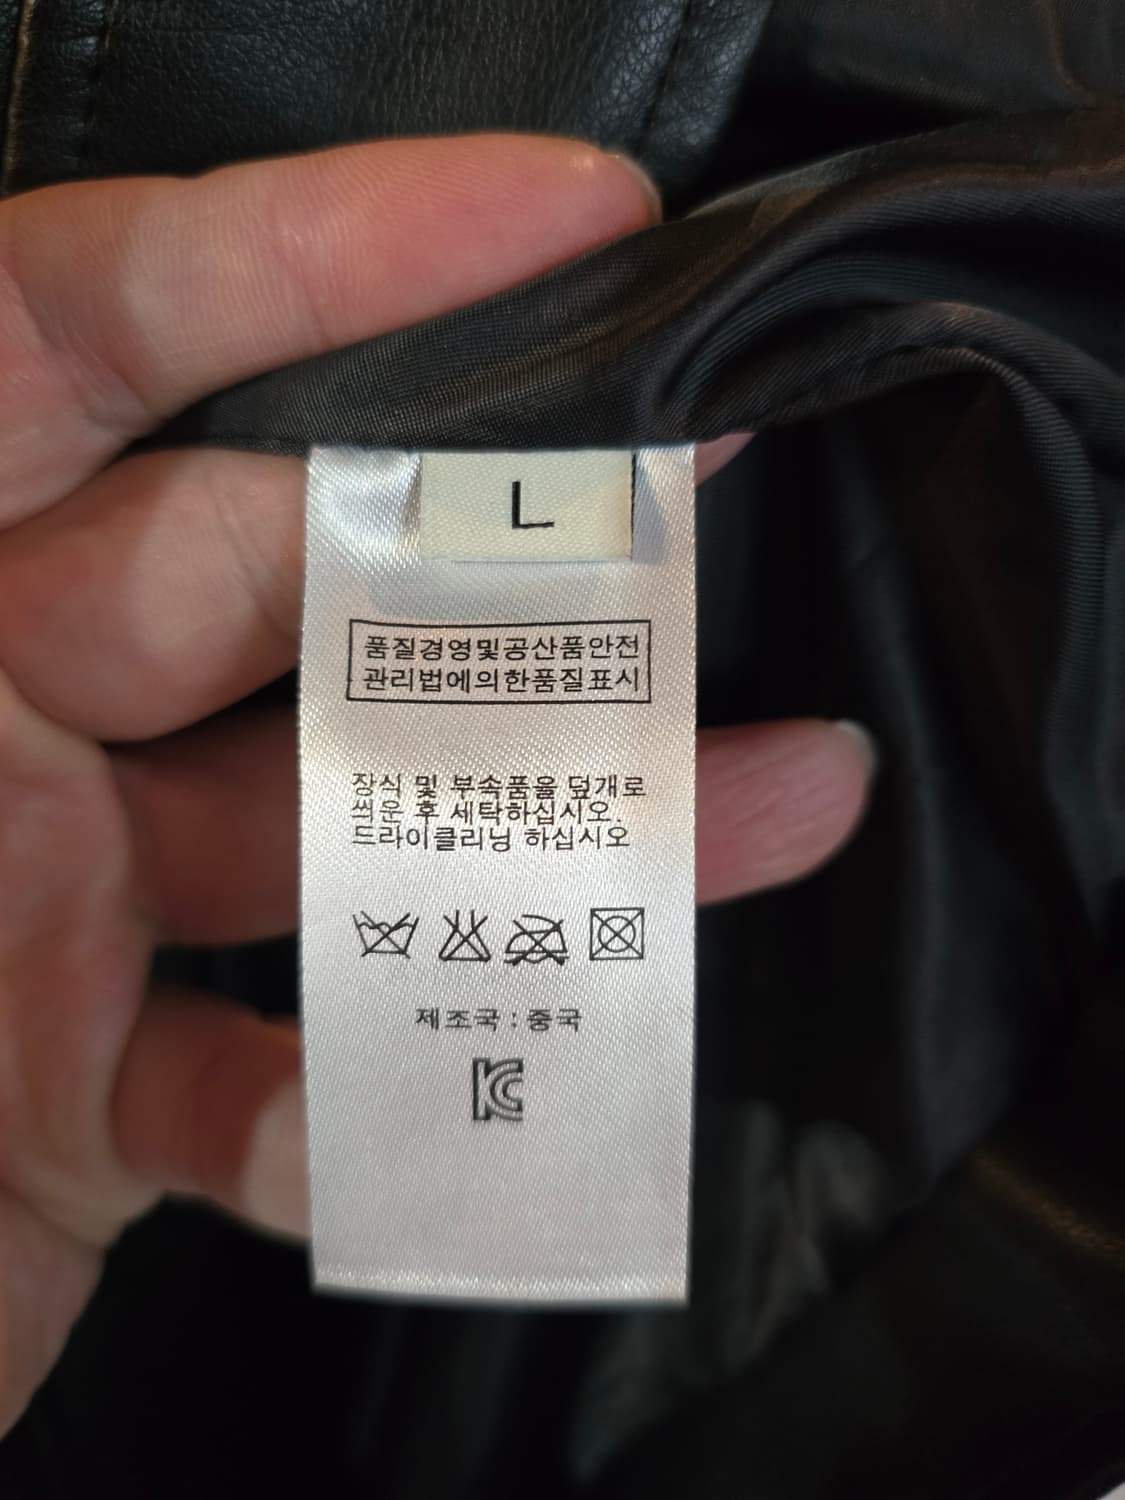 L
품질경영및공산품안전
관리법에의한품질표시
장식 및 부속품을 덮개로
씌운 후 세탁하십시오.
드라이클리닝 하십시오
제조국 : 중국
KC